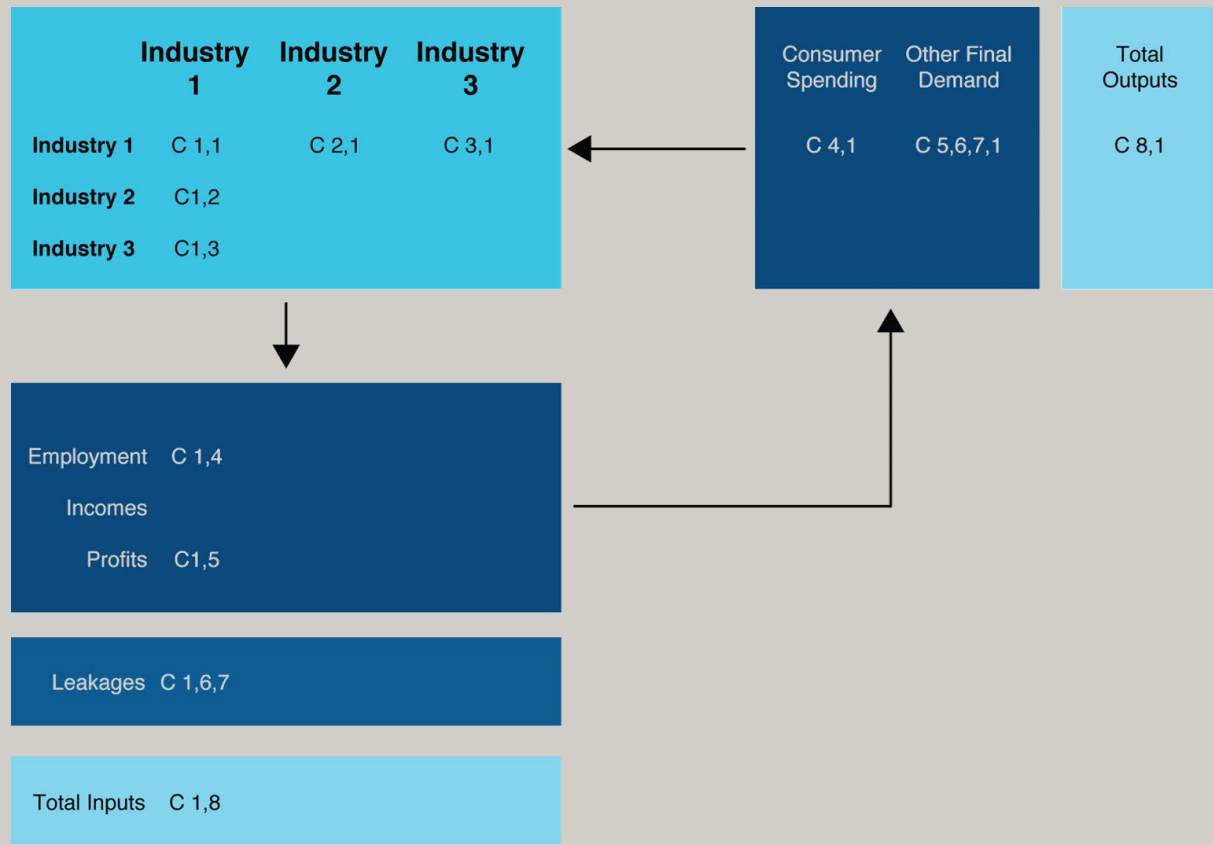 Industry 1 Industry 2 Industry 3
Consumer Spending Other Final Demand
Total Outputs
Industry 1 C 1,1 C 2,1 C 3,1 C 4,1 C 5,6,7,1 C 8,1
Industry 2 C1,2
Industry 3 C1,3
Employment C 1,4
Incomes
Profits C1,5
Leakages C 1,6,7
Total Inputs C 1,8